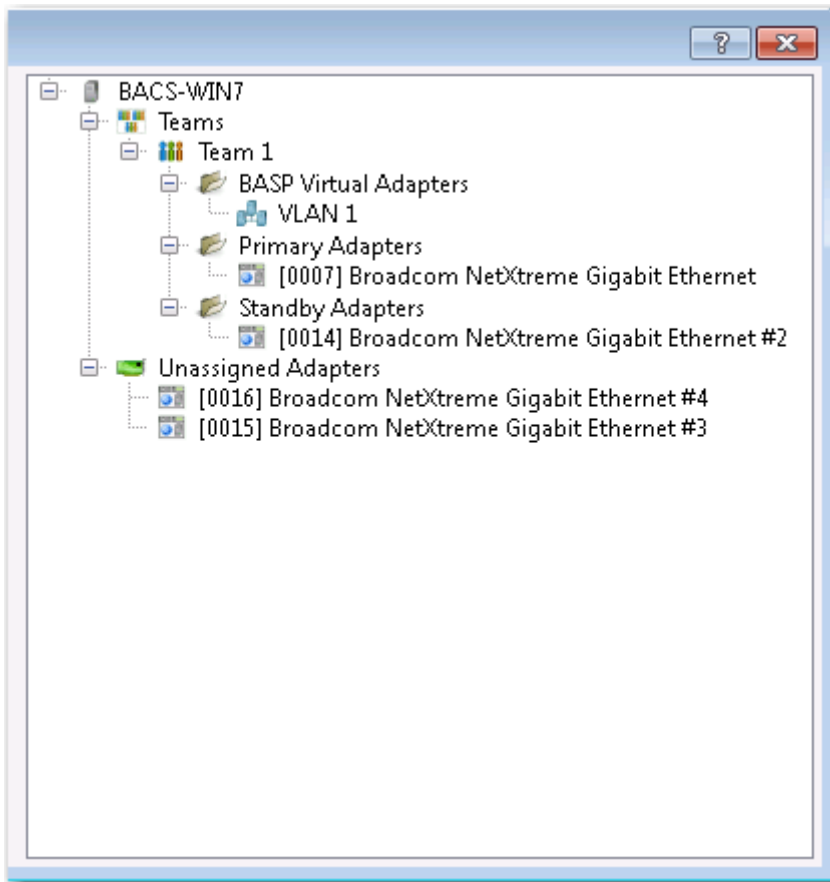 ?
BACS-WIN7
Teams
Team 1
BASP Virtual Adapters
VLAN 1
Primary Adapters
[0007] Broadcom NetXtreme Gigabit Ethernet
Standby Adapters
[0014] Broadcom NetXtreme Gigabit Ethernet #2
Unassigned Adapters
[0016] Broadcom NetXtreme Gigabit Ethernet #4
[0015] Broadcom NetXtreme Gigabit Ethernet #3